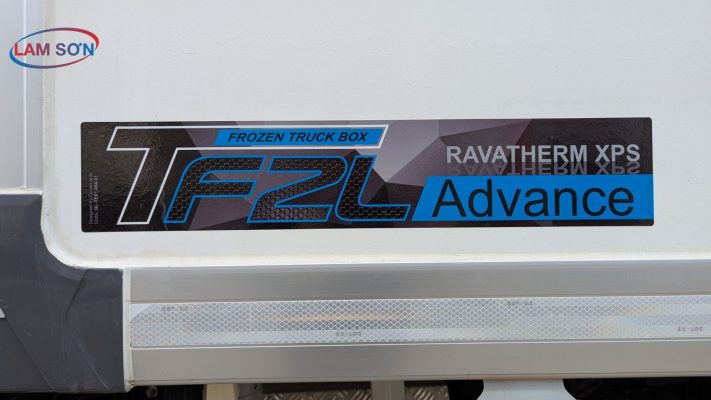 LAM SƠN
FROZEN TRUCK BOX
TF2L
RAVATHERM XPS
Advance